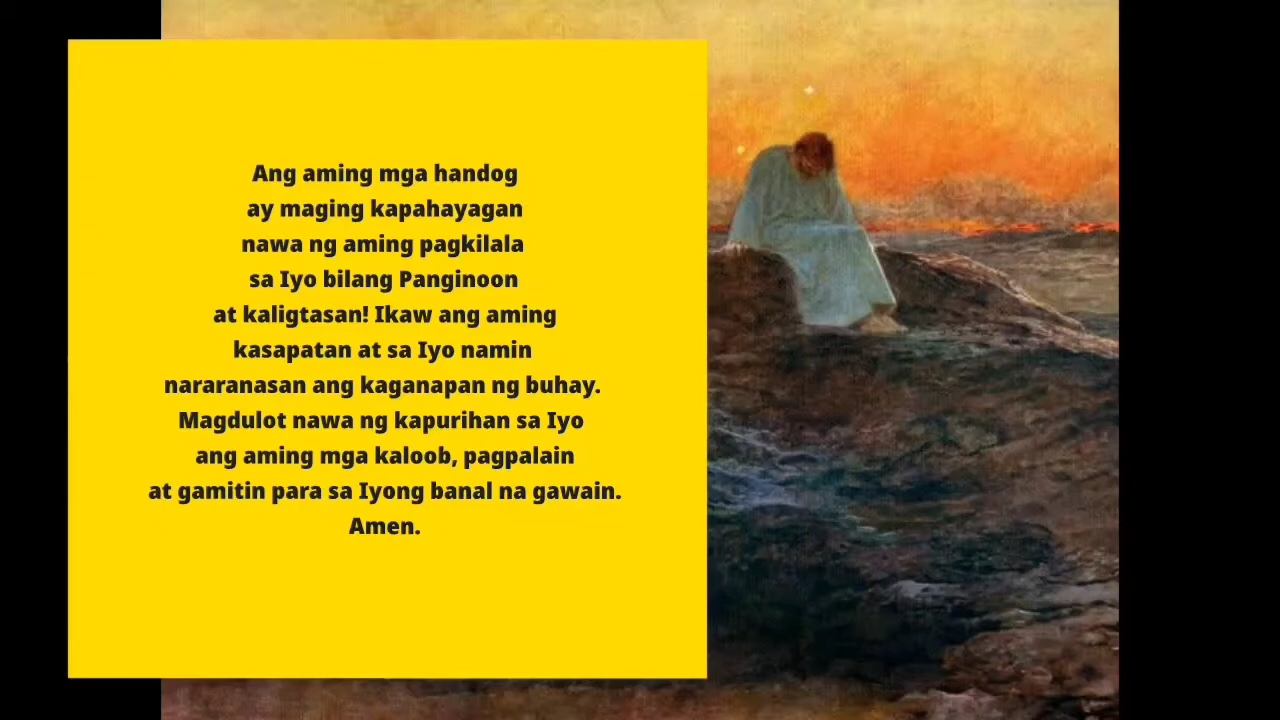 Ang aming mga handog
ay maging kapahayagan
nawa ng aming pagkilala
sa Iyo bilang Panginoon
at kaligtasan! Ikaw ang aming
kasapatan at sa Iyo namin
nararanasan ang kaganapan ng buhay.
Magdulot nawa ng kapurihan sa Iyo
ang aming mga kaloob, pagpalain
at gamitin para sa Iyong banal na gawain.
Amen.